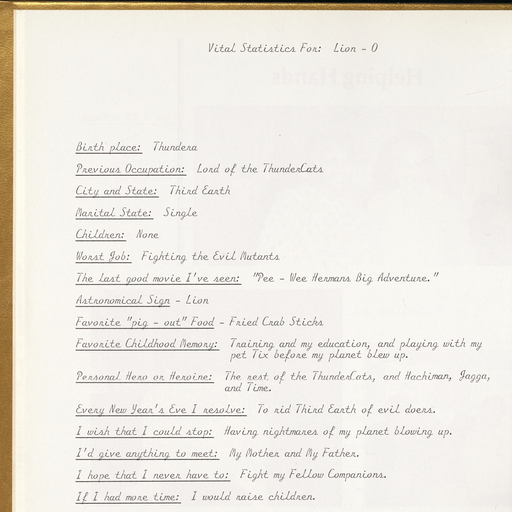 Vital Statistics For: Lion - O
Helping Hands
Birth place: Thundera
Previous Occupation: Lord of the ThunderCats
City and State: Third Earth
Marital State: Single
Children: None
Worst Job: Fighting the Evil Mutants
The last good movie I've seen: "Pee - Wee Hermans Big Adventure."
Astronomical Sign - Lion
Favorite "pig - out" Food - Fried Crab Sticks
Favorite Childhood Memory: Training and my education, and playing with my
pet Tix before my planet blew up.
Personal Hero or Heroine: The rest of the ThunderCats, and Hachiman, Jagga,
and Time.
Every New Year's Eve I resolve: To rid Third Earth of evil doers.
I wish that I could stop: Having nightmares of my planet blowing up.
I'd give anything to meet: My Mother and My Father.
I hope that I never have to: Fight my Fellow Companions.
If I had more time: I would raise children.